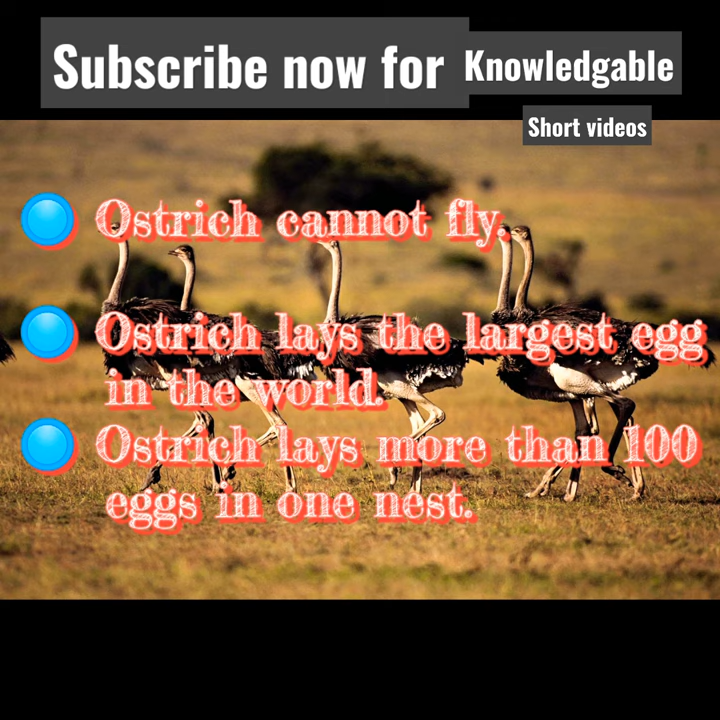 Subscribe now for Knowledgable
Short videos
Ostrich cannot fly.
Ostrich lays the largest egg
in the world.
Ostrich lays more than 100
eggs in one nest.